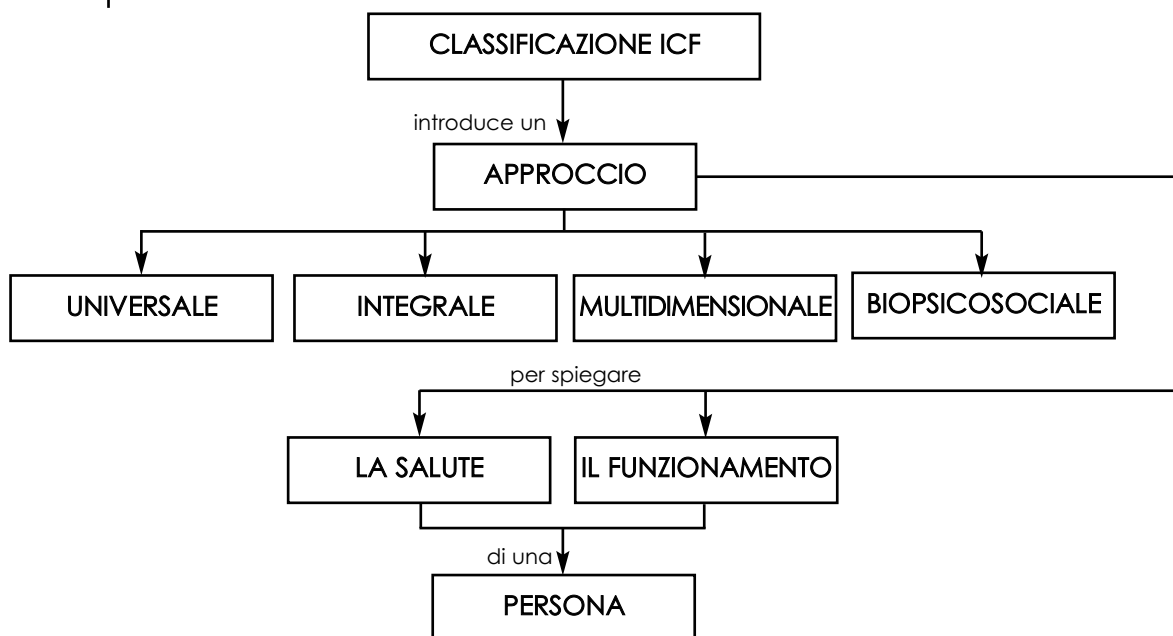 CLASSIFICAZIONE ICF
introduce un
APPROCCIO
UNIVERSALE
INTEGRALE
MULTIDIMENSIONALE
BIOPSICOSOCIALE
per spiegare
LA SALUTE
IL FUNZIONAMENTO
di una
PERSONA